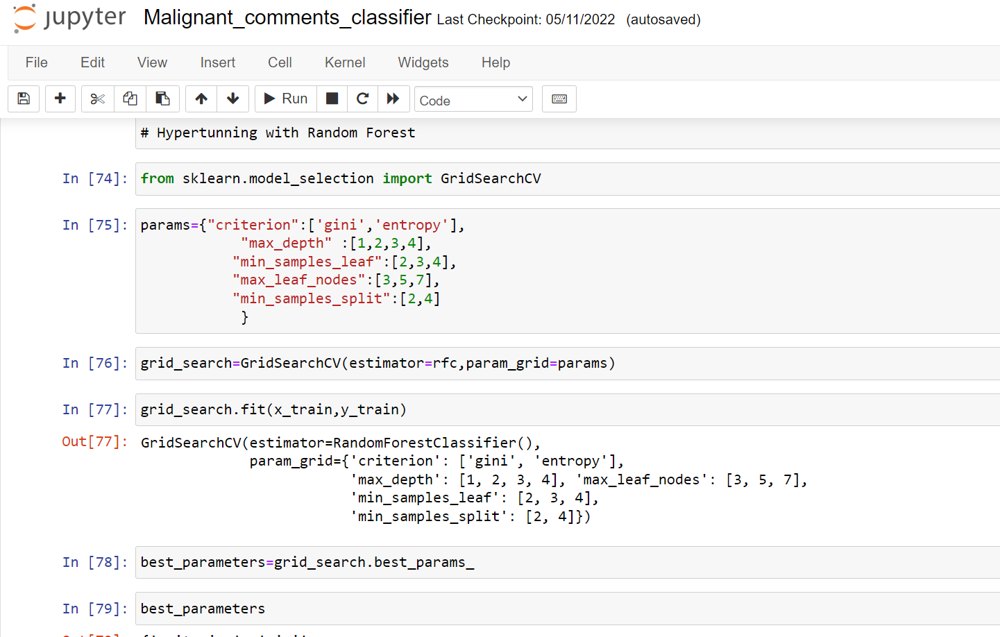 jupyter Malignant_comments_classifier Last Checkpoint: 05/11/2022 (autosaved)
File Edit View Insert Cell Kernel Widgets Help
Run Code
# Hypertunning with Random Forest
In [74]: from sklearn.model_selection import GridSearchCV
In [75]: params={"criterion":['gini','entropy'],
"max_depth" :[1,2,3,4],
"min_samples_leaf":[2,3,4],
"max_leaf_nodes":[3,5,7],
"min_samples_split":[2,4]
}
In [76]: grid_search=GridSearchCV(estimator=rfc,param_grid=params)
In [77]: grid_search.fit(x_train,y_train)
Out[77]: GridSearchCV(estimator=RandomForestClassifier(),
param_grid={'criterion': ['gini', 'entropy'],
'max_depth': [1, 2, 3, 4], 'max_leaf_nodes': [3, 5, 7],
'min_samples_leaf': [2, 3, 4],
'min_samples_split': [2, 4]})
In [78]: best_parameters=grid_search.best_params_
In [79]: best_parameters